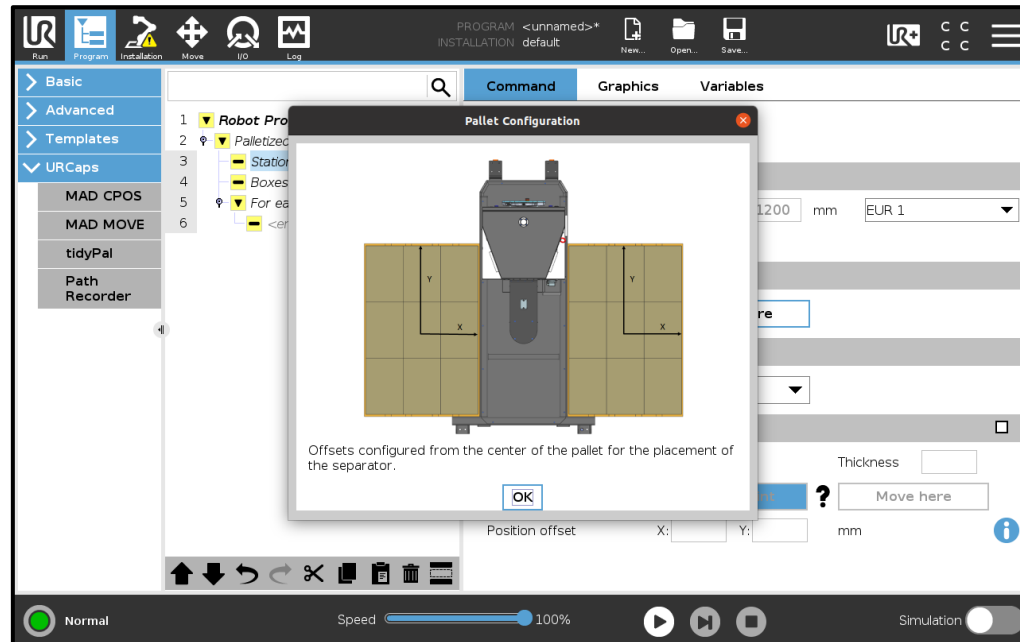 PROGRAM <unnamed>*
INSTALLATION default
UR
Run
Program
Installation
Move
I/O
Log
New...
Open...
Save...
UR+
C C
C C
Basic
Advanced
Templates
URCaps
MAD CPOS
MAD MOVE
tidyPal
Path
Recorder
1 Robot Pro
2 Palletized
3 Station
4 Boxes
5 For ea
6
Command Graphics Variables
1200 mm EUR 1
re
Pallet Configuration
Y
X
Y
X
Offsets configured from the center of the pallet for the placement of
the separator.
OK
Thickness
? Move here
Position offset X: Y: mm
i
Normal
Speed 100%
Simulation